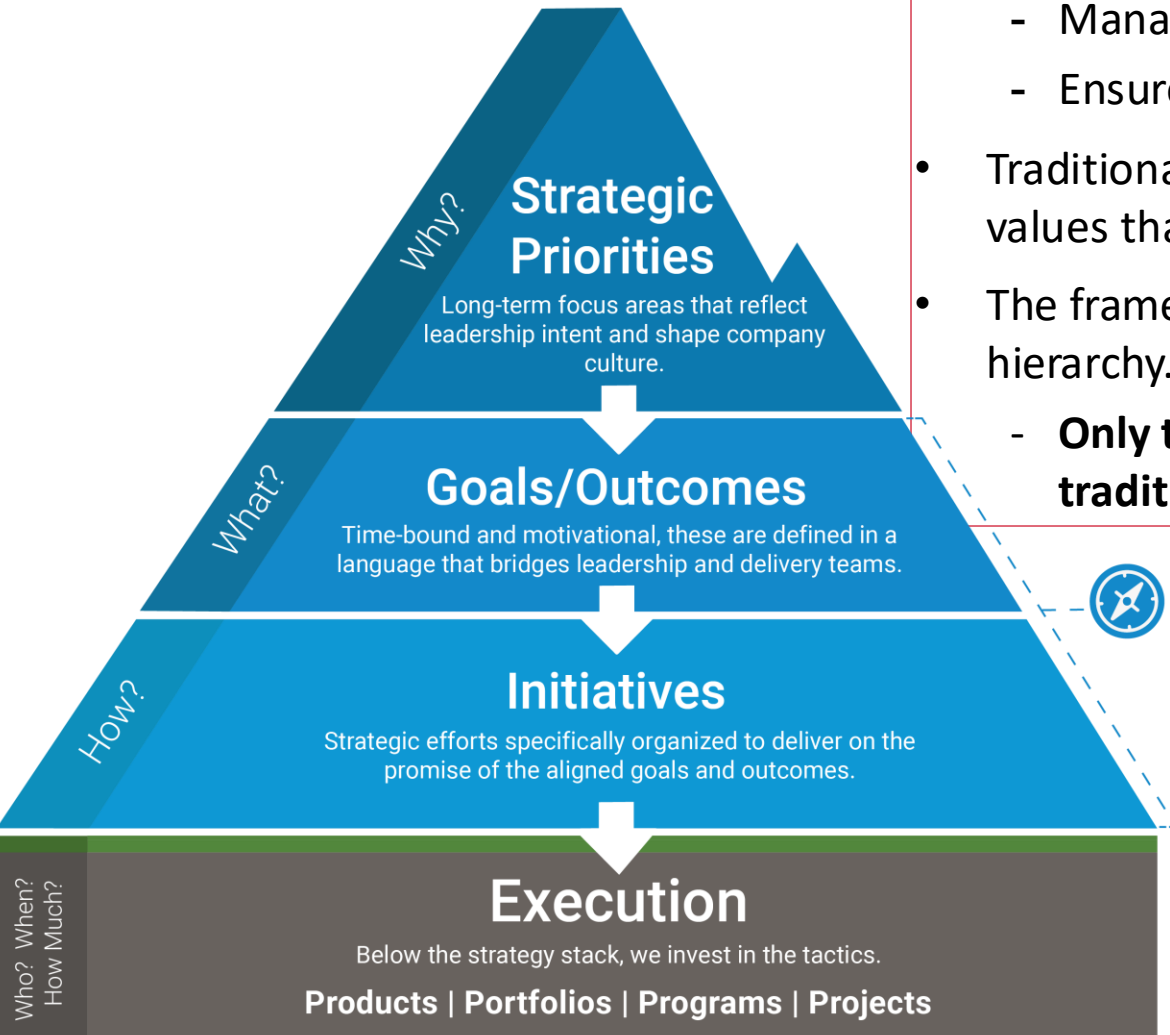 Why?
Strategic
Priorities
Long-term focus areas that reflect
leadership intent and shape company
culture.
What?
Goals/Outcomes
Time-bound and motivational, these are defined in a
language that bridges leadership and delivery teams.
How?
Initiatives
Strategic efforts specifically organized to deliver on the
promise of the aligned goals and outcomes.
Who? When?
How Much?
Execution
Below the strategy stack, we invest in the tactics.
Products | Portfolios | Programs | Projects
- Mana
- Ensur
• Traditiona
values tha
• The frame
hierarchy.
- Only t
tradit